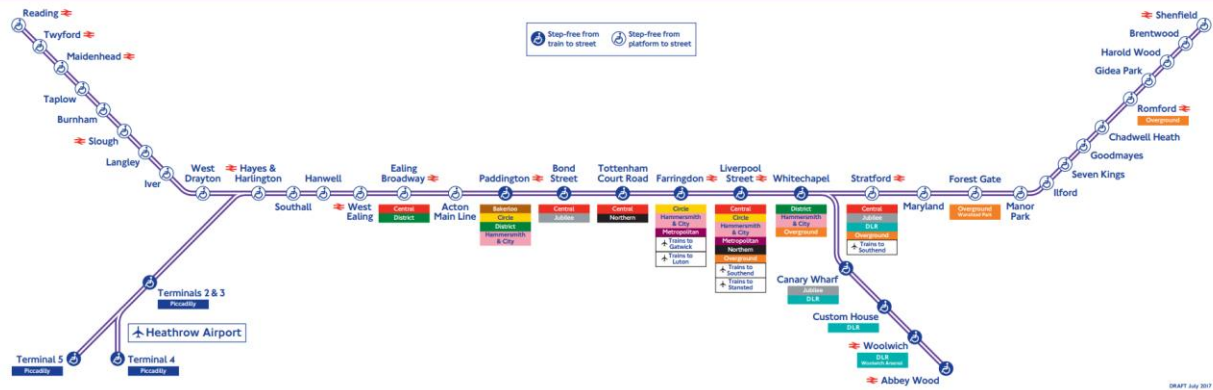 Step-free from
train to street
Step-free from
platform to street
Reading
Twyford
Maidenhead
Taplow
Burnham
Slough
Langley
Iver
West
Drayton
Hayes &
Harlington
Southall
Hanwell
West
Ealing
Ealing
Broadway
Central
District
Acton
Main Line
Paddington
Bakerloo
Circle
District
Hammersmith
& City
Bond
Street
Central
Jubilee
Tottenham
Court Road
Central
Northern
Farringdon
Circle
Hammersmith
& City
Metropolitan
Trains to
Gatwick
Trains to
Luton
Liverpool
Street
Central
Circle
Hammersmith
& City
Metropolitan
Northern
Overground
Trains to
Southend
Trains to
Stansted
Whitechapel
District
Hammersmith
& City
Overground
Stratford
Central
Jubilee
DLR
Overground
Trains to
Southend
Maryland
Forest Gate
Overground
Wanstead Park
Manor
Park
Ilford
Seven Kings
Goodmayes
Chadwell Heath
Romford
Overground
Gidea Park
Harold Wood
Brentwood
Shenfield
Terminals 2 & 3
Piccadilly
Heathrow Airport
Terminal 5
Piccadilly
Terminal 4
Piccadilly
Canary Wharf
Jubilee
DLR
Custom House
DLR
Woolwich
DLR
Woolwich Arsenal
Abbey Wood
DRAFT July 2017